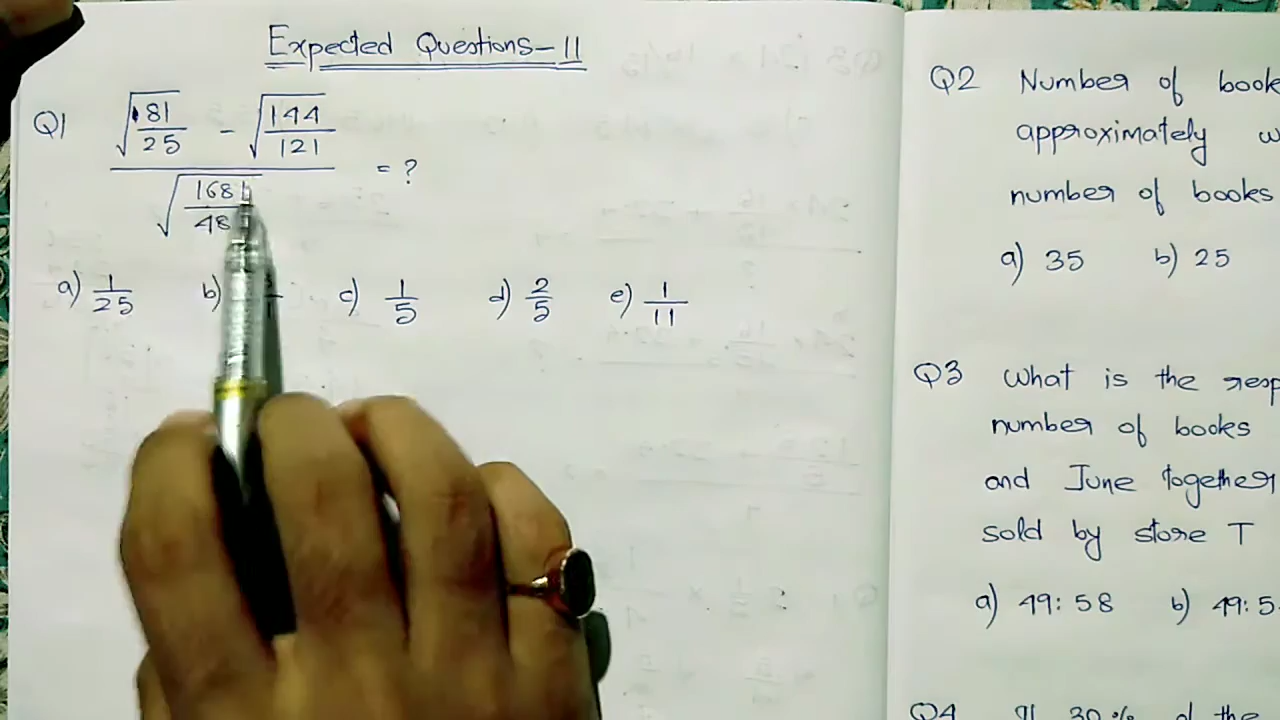 Expected Questions-11
Q1 √81/25 - √144/121
√1681/48 = ?
a) 1/25 b) c) 1/5 d) 2/5 e) 1/11
Q2 Number of book
approximately
number of books
a) 35 b) 25
Q3 What is the resp
number of books
and June together
sold by store T
a) 49:58 b) 49:5
Q4 If 30% of the